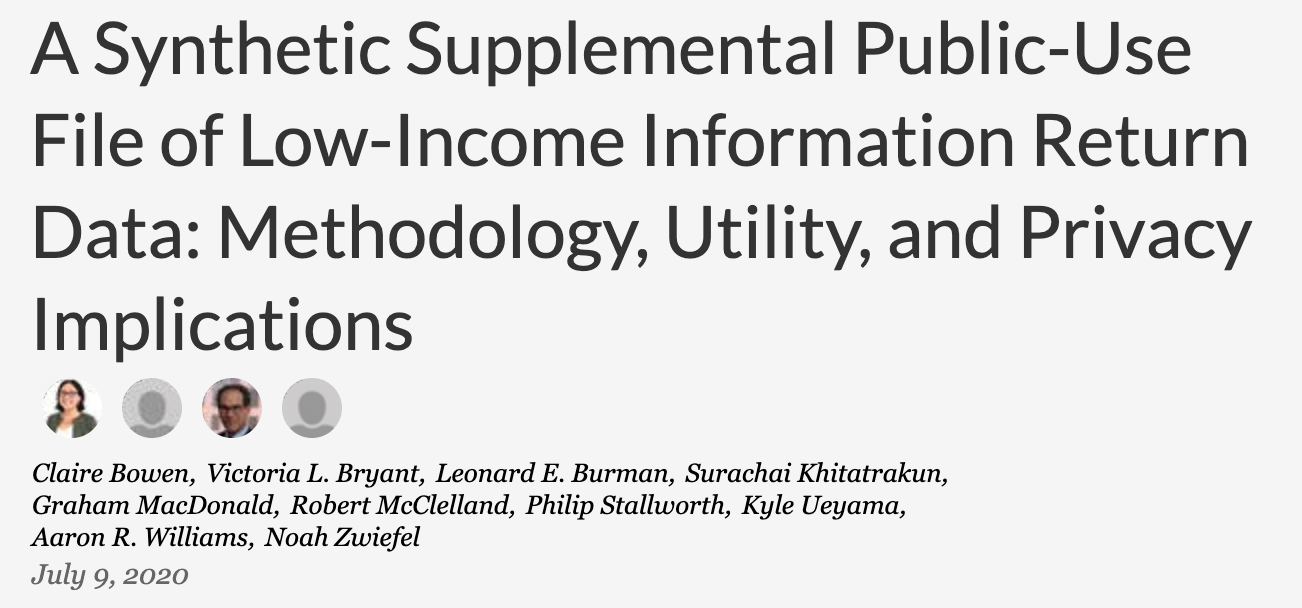 A Synthetic Supplemental Public-Use
File of Low-Income Information Return
Data: Methodology, Utility, and Privacy
Implications
Claire Bowen, Victoria L. Bryant, Leonard E. Burman, Surachai Khitatrakun,
Graham MacDonald, Robert McClelland, Philip Stallworth, Kyle Ueyama,
Aaron R. Williams, Noah Zwiefel
July 9, 2020